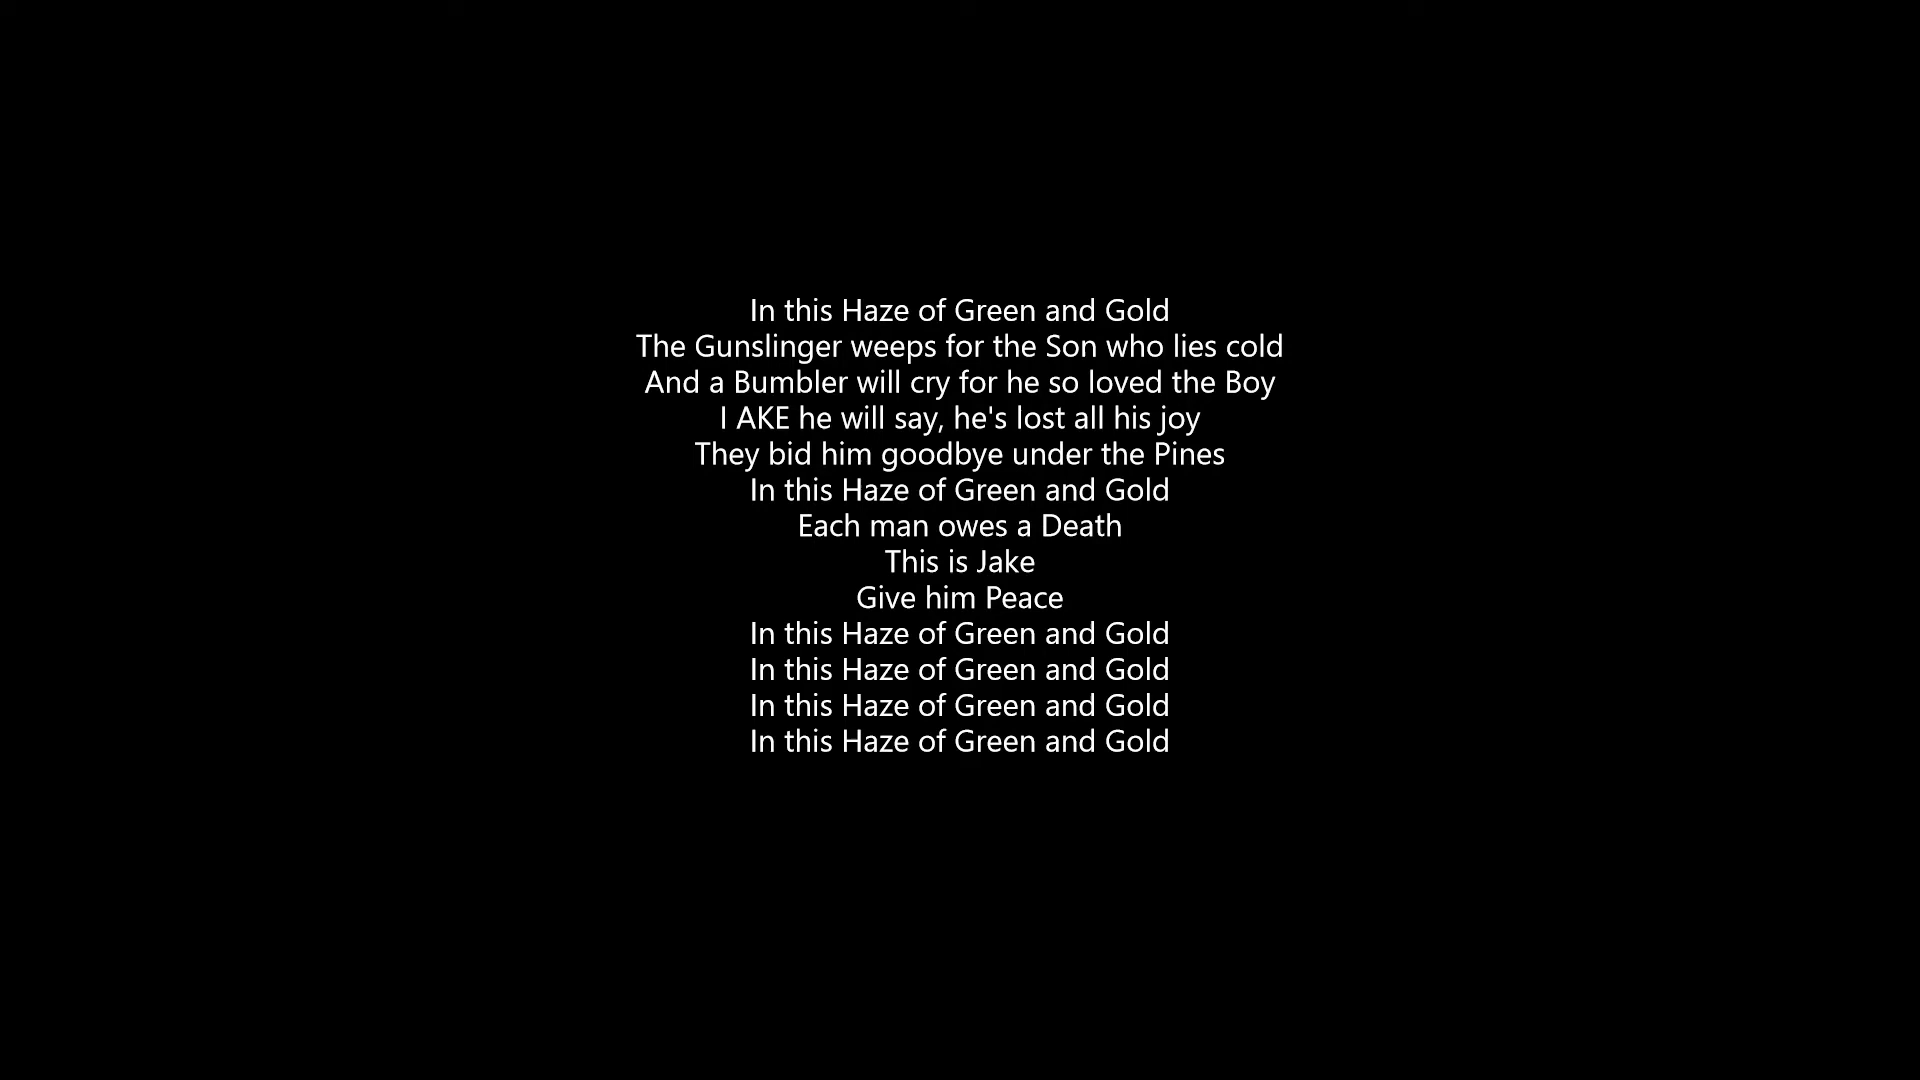 In this Haze of Green and Gold
The Gunslinger weeps for the Son who lies cold
And a Bumbler will cry for he so loved the Boy
I AKE he will say, he's lost all his joy
They bid him goodbye under the Pines
In this Haze of Green and Gold
Each man owes a Death
This is Jake
Give him Peace
In this Haze of Green and Gold
In this Haze of Green and Gold
In this Haze of Green and Gold
In this Haze of Green and Gold